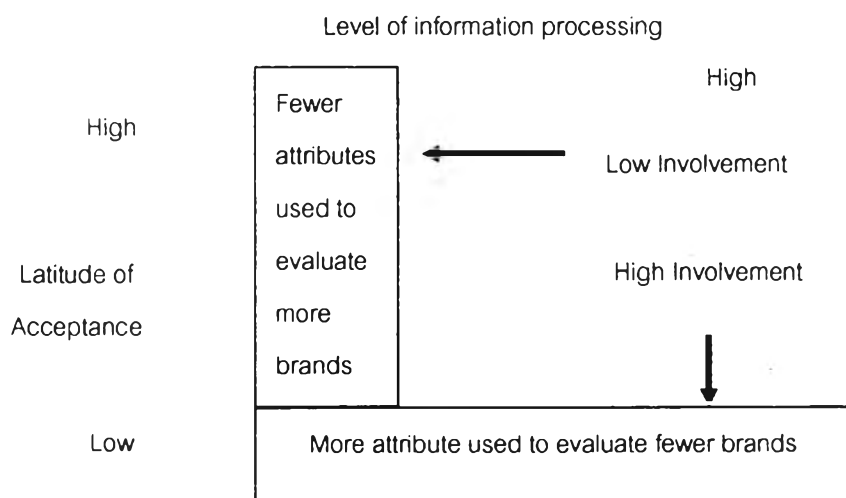 Level of information processing
High
High
Fewer
attributes
used to
evaluate
more
brands
Low Involvement
High Involvement
Latitude of
Acceptance
Low
More attribute used to evaluate fewer brands